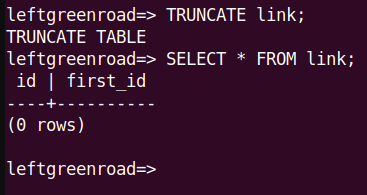 leftgreenroad=> TRUNCATE link;
TRUNCATE TABLE
leftgreenroad=> SELECT * FROM link;
 id | first_id
----+----------
(0 rows)

leftgreenroad=>